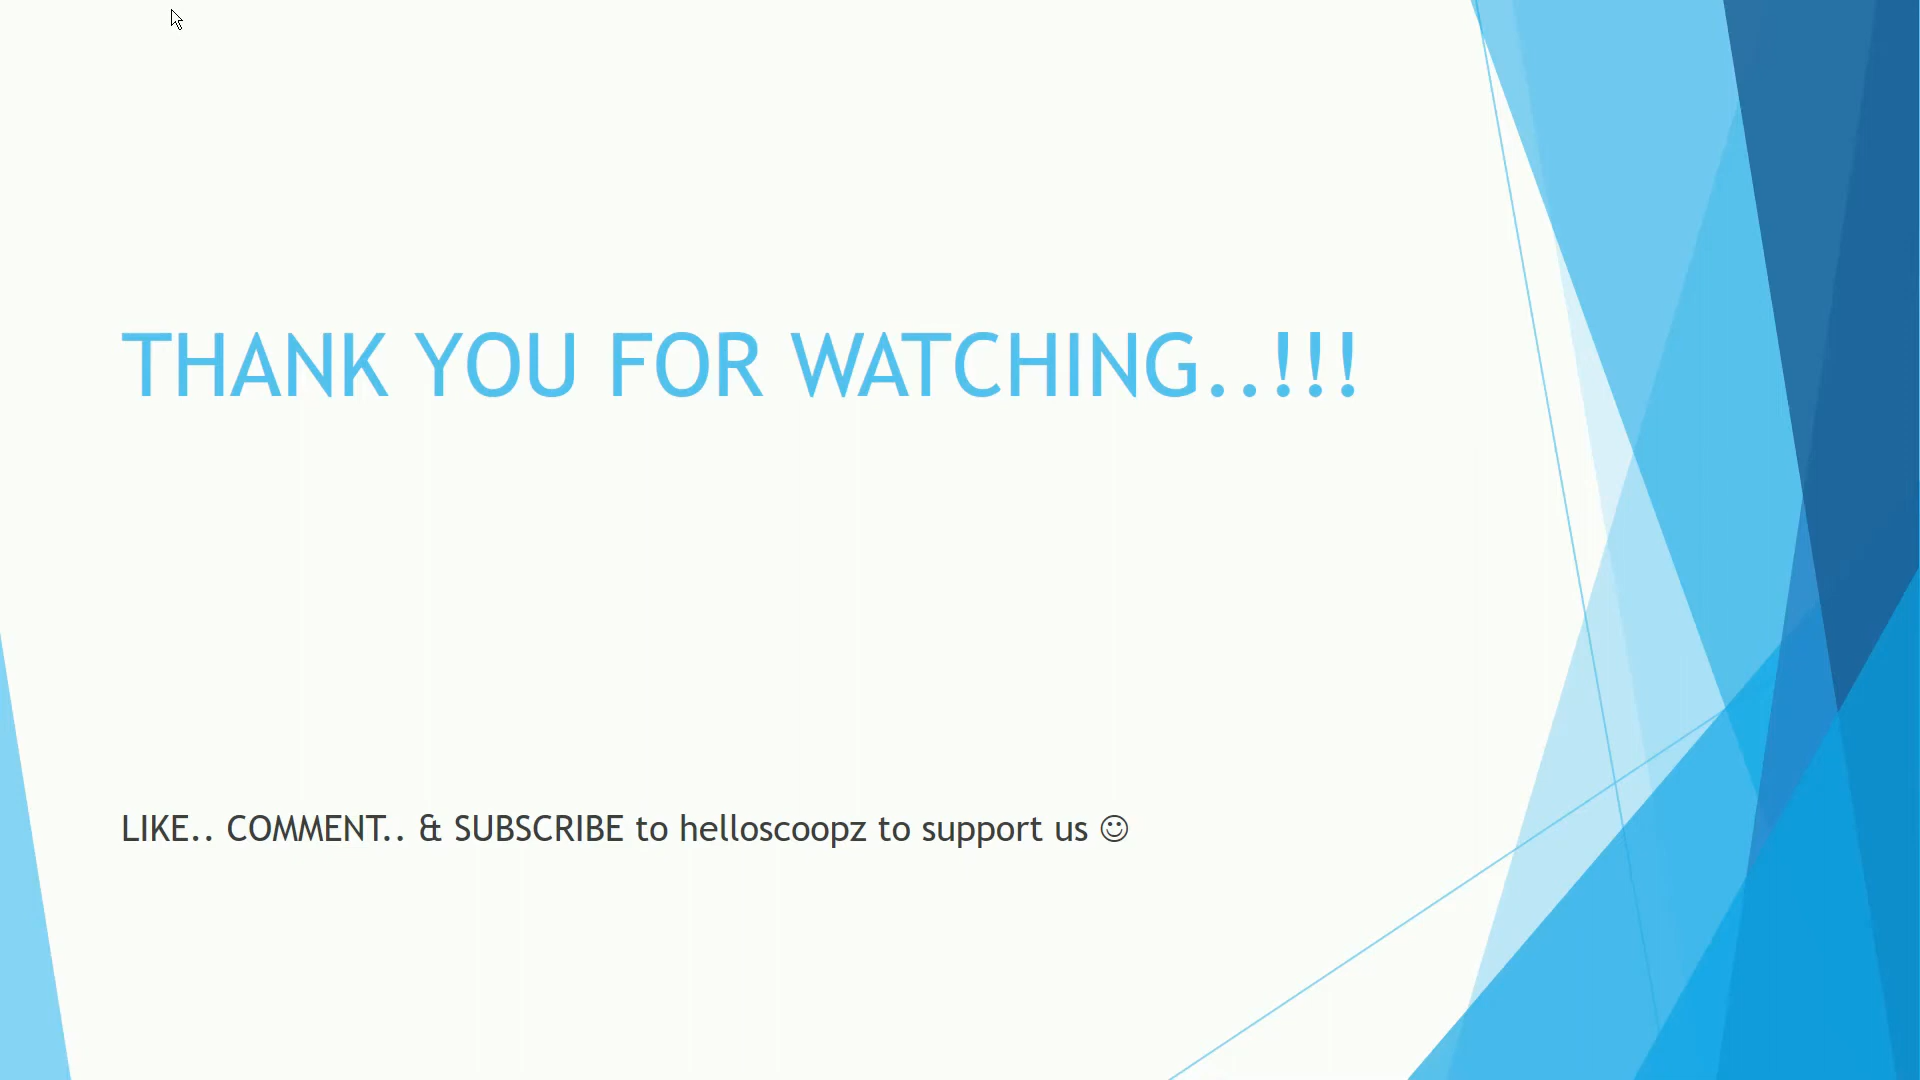 THANK YOU FOR WATCHING..!!!
LIKE.. COMMENT.. & SUBSCRIBE to helloscoopz to support us ☺